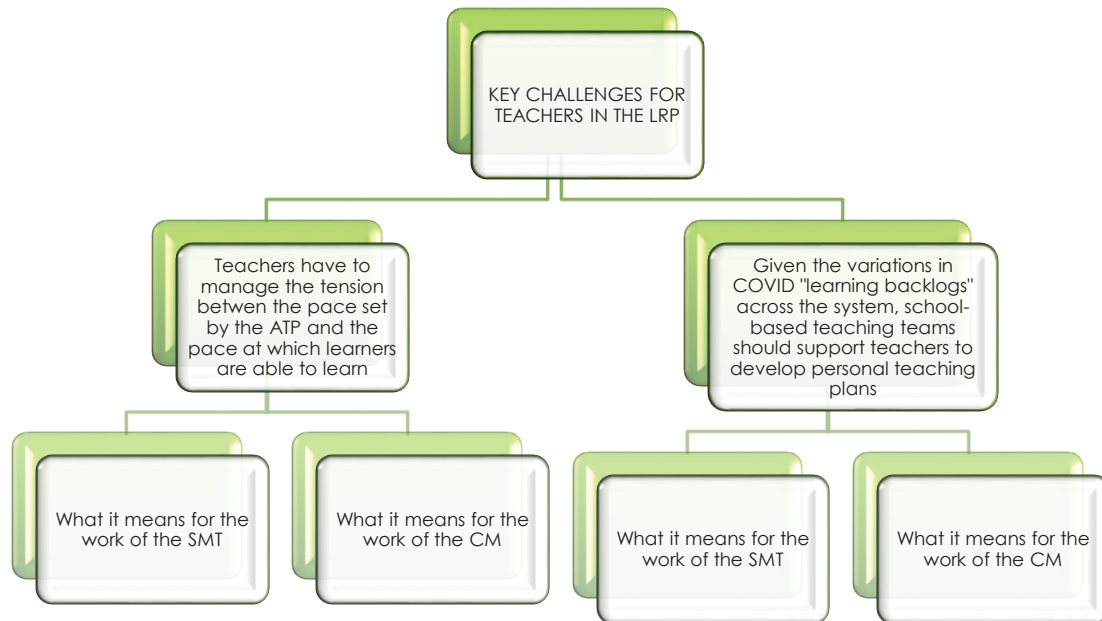 KEY CHALLENGES FOR
TEACHERS IN THE LRP
Teachers have to
manage the tension
betwen the pace set
by the ATP and the
pace at which learners
are able to learn
Given the variations in
COVID "learning backlogs"
across the system, school-
based teaching teams
should support teachers to
develop personal teaching
plans
What it means for the
work of the SMT
What it means for the
work of the CM
What it means for the
work of the SMT
What it means for the
work of the CM